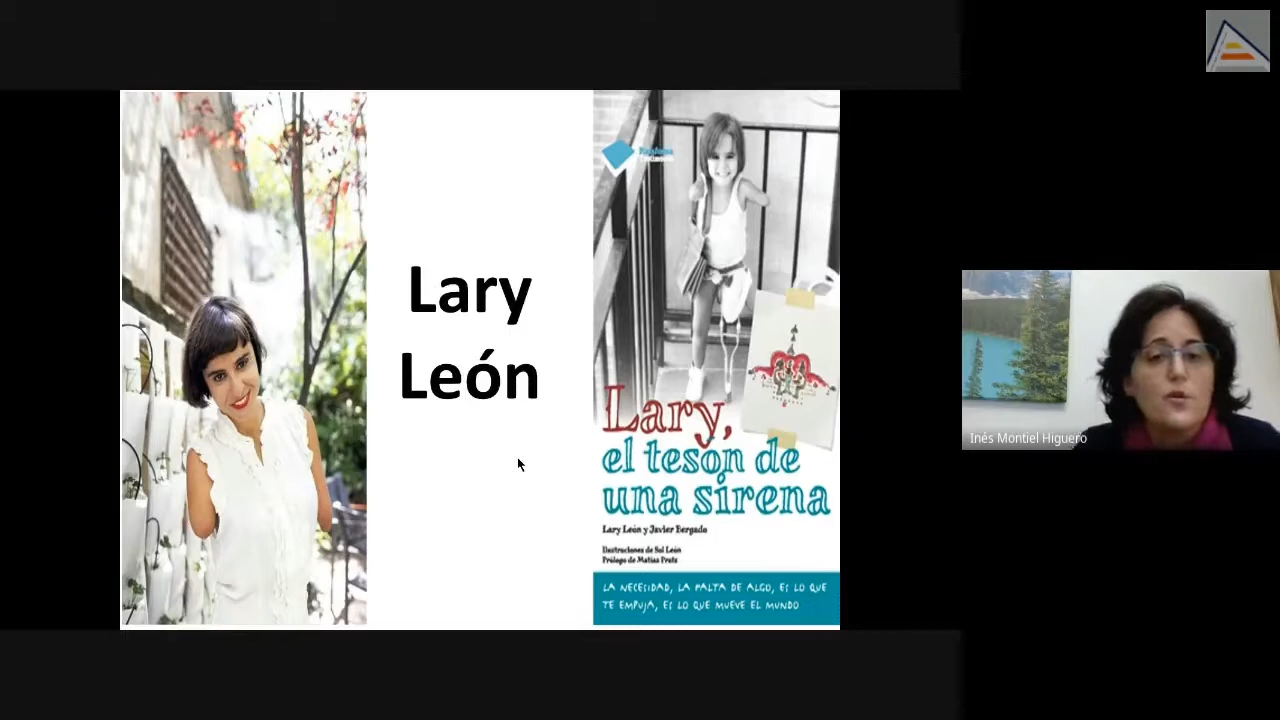 Lary
León
Lary,
el tesón de
una sirena
Lary León y Javier Bergado
Ilustraciones de Sol León
Prólogo de Matías Prats
LA NECESIDAD, LA FALTA DE ALGO, ES LO QUE
TE EMPUJA, ES LO QUE MUEVE EL MUNDO
Inés Montiel Higuero